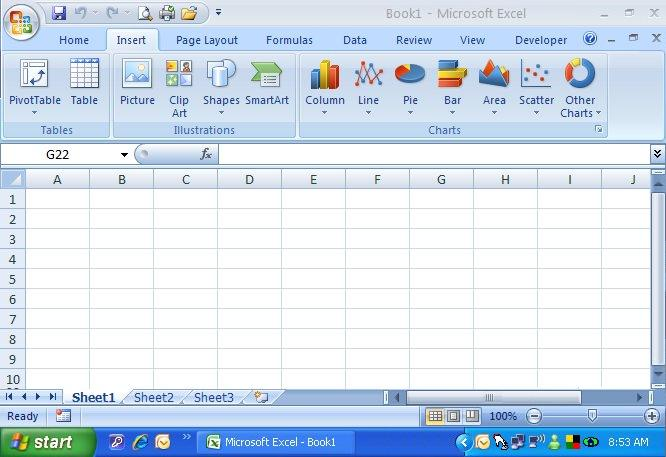 Book1 - Microsoft Excel
Home Insert Page Layout Formulas Data Review View Developer
PivotTable Table Picture Clip Art Shapes SmartArt Column Line Pie Bar Area Scatter Other Charts
Tables Illustrations Charts
G22 fx
A B C D E F G H I J
1
2
3
4
5
6
7
8
9
10
Sheet1 Sheet2 Sheet3
Ready 100%
start Microsoft Excel - Book1 8:53 AM